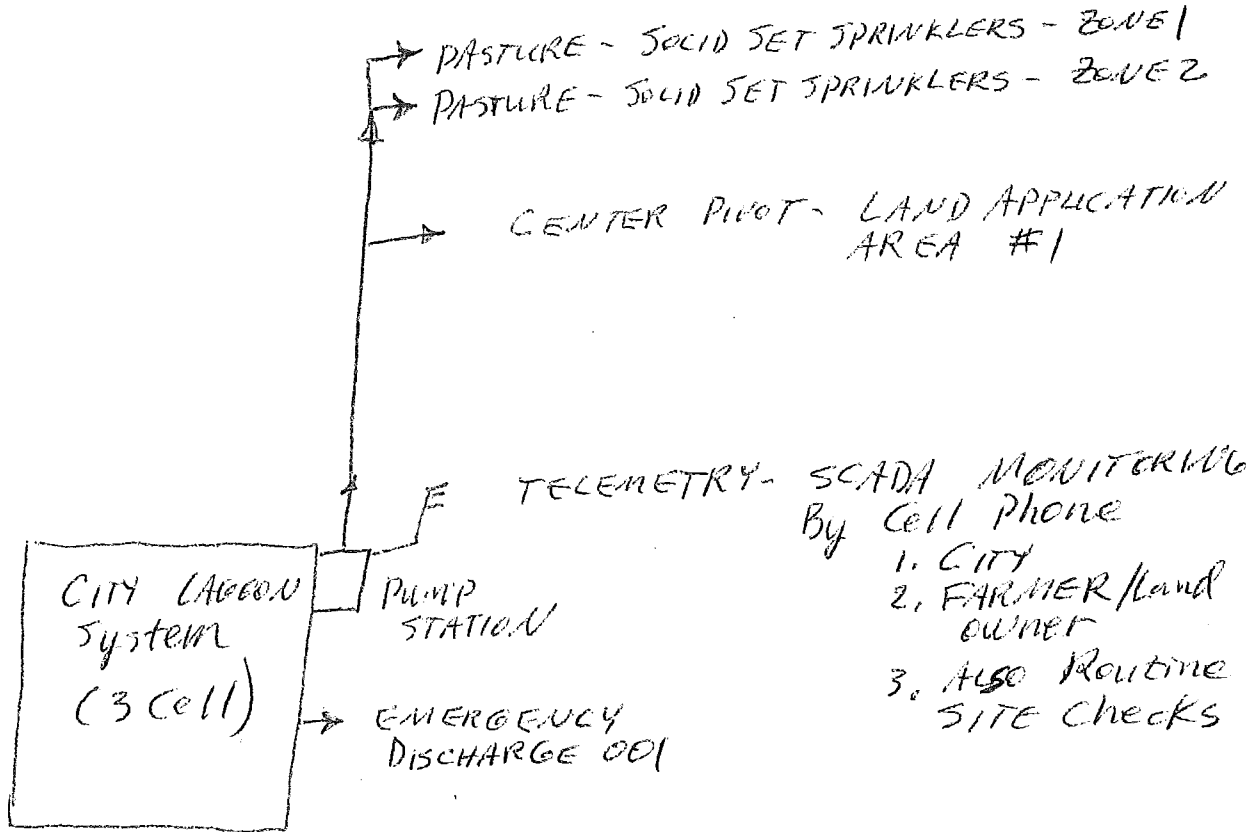 PASTURE - SOLID SET SPRINKLERS - ZONE 1
PASTURE - SOLID SET SPRINKLERS - ZONE 2
CENTER PIVOT - LAND APPLICATION
AREA #1
TELEMETRY - SCADA MONITORING
By Cell Phone
1. CITY
2. FARMER/Land
owner
3. ALSO Routine
SITE Checks
CITY LAGOON
System
(3 Cell)
PUMP
STATION
EMERGENCY
DISCHARGE 001